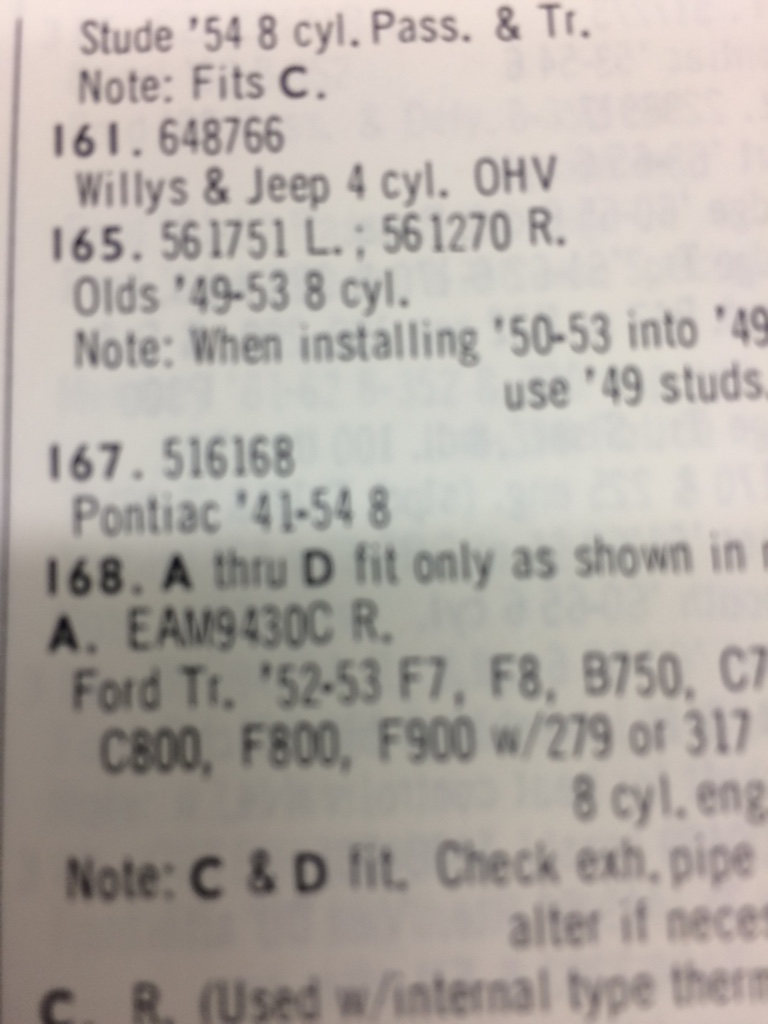 Stude '54 8 cyl. Pass. & Tr.
Note: Fits C.
161. 648766
Willys & Jeep 4 cyl. OHV
165. 561751 L.; 561270 R.
Olds '49-53 8 cyl.
Note: When installing '50-53 into '49
use '49 studs.
167. 516168
Pontiac '41-54 8
168. A thru D fit only as shown in
A. EAM9430C R.
Ford Tr. '52-53 F7, F8, B750, C7
C800, F800, F900 w/279 or 317
8 cyl. eng.
Note: C & D fit. Check exh. pipe
alter if neces
C. R. (Used w/internal type therm